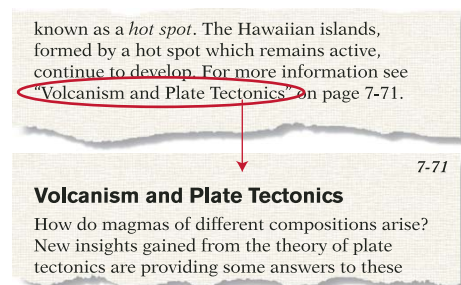 known as a hot spot. The Hawaiian islands,
formed by a hot spot which remains active,
continue to develop. For more information see
“Volcanism and Plate Tectonics” on page 7-71.
7-71
Volcanism and Plate Tectonics
How do magmas of different compositions arise?
New insights gained from the theory of plate
tectonics are providing some answers to these